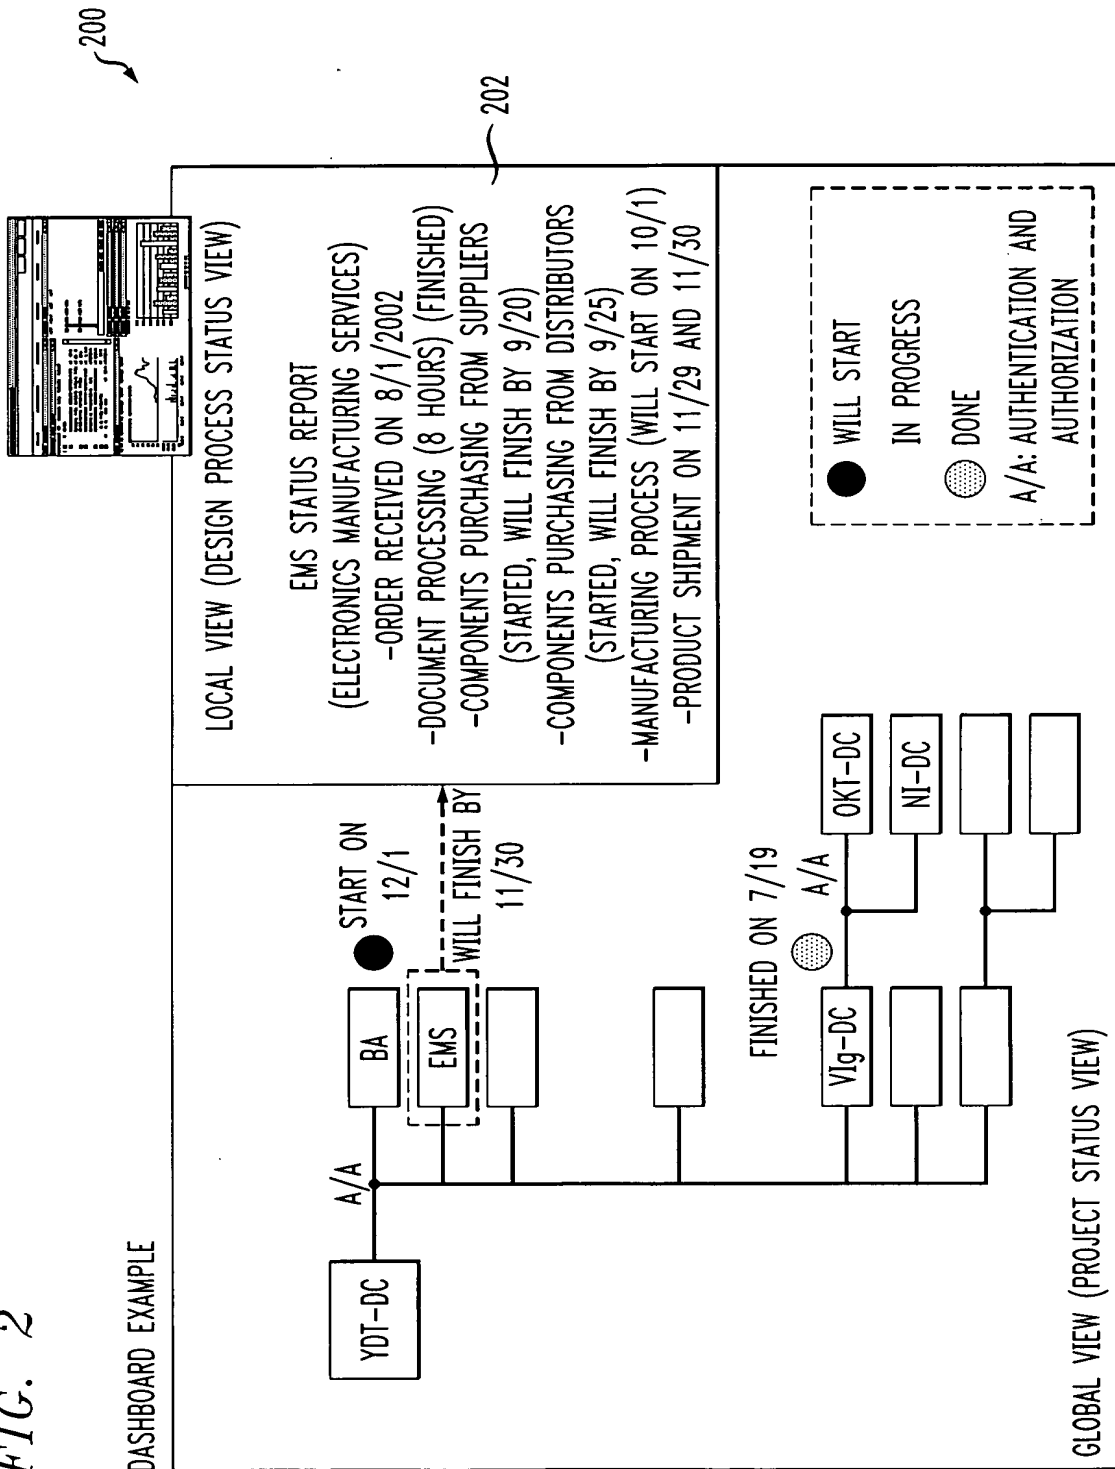 FIG. 2
DASHBOARD EXAMPLE
200
LOCAL VIEW (DESIGN PROCESS STATUS VIEW)
EMS STATUS REPORT
(ELECTRONICS MANUFACTURING SERVICES)
-ORDER RECEIVED ON 8/1/2002
-DOCUMENT PROCESSING (8 HOURS) (FINISHED)
-COMPONENTS PURCHASING FROM SUPPLIERS
(STARTED, WILL FINISH BY 9/20)
-COMPONENTS PURCHASING FROM DISTRIBUTORS
(STARTED, WILL FINISH BY 9/25)
-MANUFACTURING PROCESS (WILL START ON 10/1)
-PRODUCT SHIPMENT ON 11/29 AND 11/30
202
YDT-DC
A/A
BA
START ON
12/1
EMS
WILL FINISH BY
11/30
FINISHED ON 7/19
VIg-DC
A/A
OKT-DC
NI-DC
WILL START
IN PROGRESS
DONE
A/A: AUTHENTICATION AND
AUTHORIZATION
GLOBAL VIEW (PROJECT STATUS VIEW)